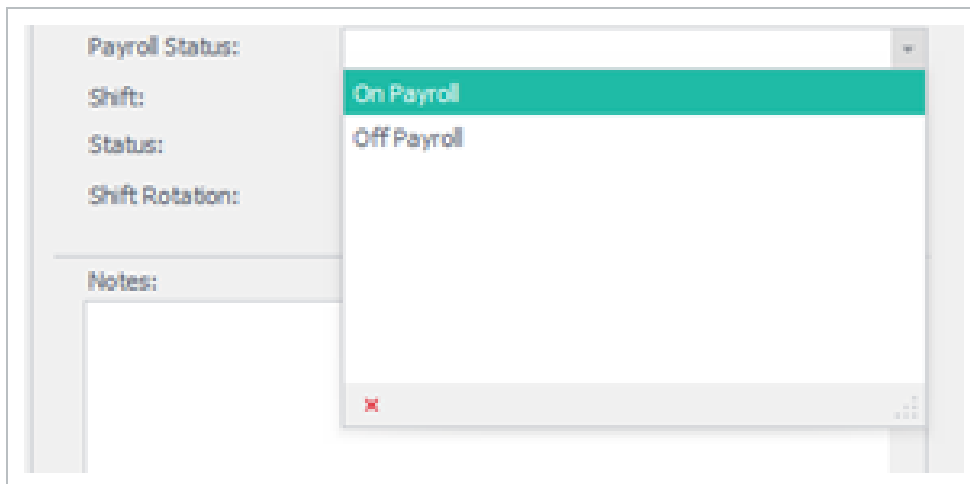 Payroll Status:
On Payroll
Shift:
Off Payroll
Status:
Shift Rotation:
Notes: